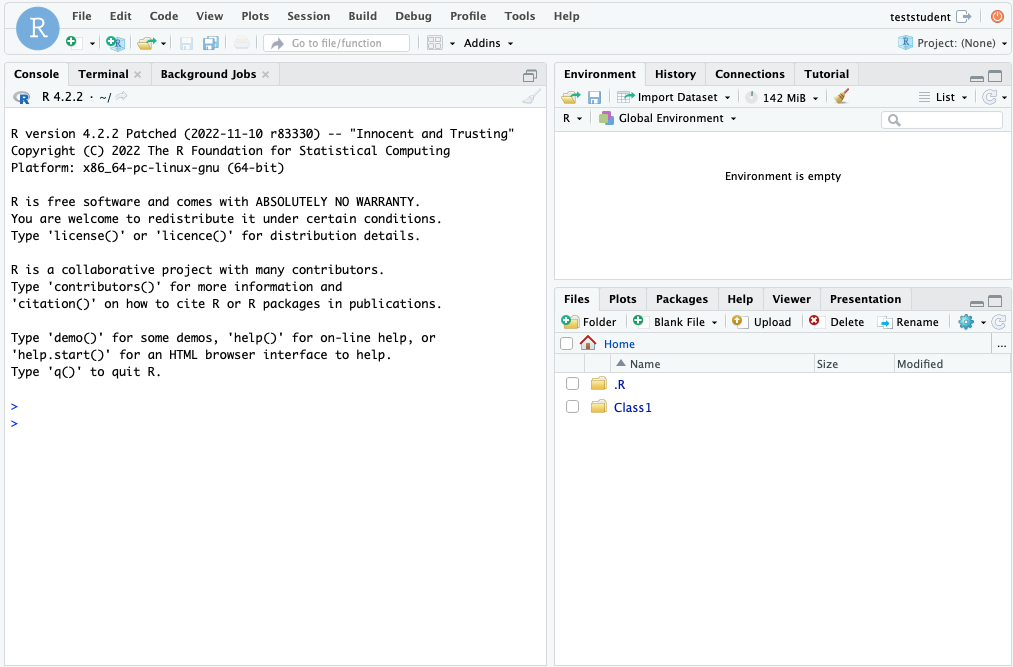 R
File Edit Code View Plots Session Build Debug Profile Tools Help
teststudent
Go to file/function
Addins
Project: (None)
Console Terminal Background Jobs
R R 4.2.2 · ~/
R version 4.2.2 Patched (2022-11-10 r83330) -- "Innocent and Trusting"
Copyright (C) 2022 The R Foundation for Statistical Computing
Platform: x86_64-pc-linux-gnu (64-bit)
R is free software and comes with ABSOLUTELY NO WARRANTY.
You are welcome to redistribute it under certain conditions.
Type 'license()' or 'licence()' for distribution details.
R is a collaborative project with many contributors.
Type 'contributors()' for more information and
'citation()' on how to cite R or R packages in publications.
Type 'demo()' for some demos, 'help()' for on-line help, or
'help.start()' for an HTML browser interface to help.
Type 'q()' to quit R.
>
>
Environment History Connections Tutorial
Import Dataset 142 MiB List
R Global Environment
Environment is empty
Files Plots Packages Help Viewer Presentation
Folder Blank File Upload Delete Rename
Home ...
Name Size Modified
.R
Class1